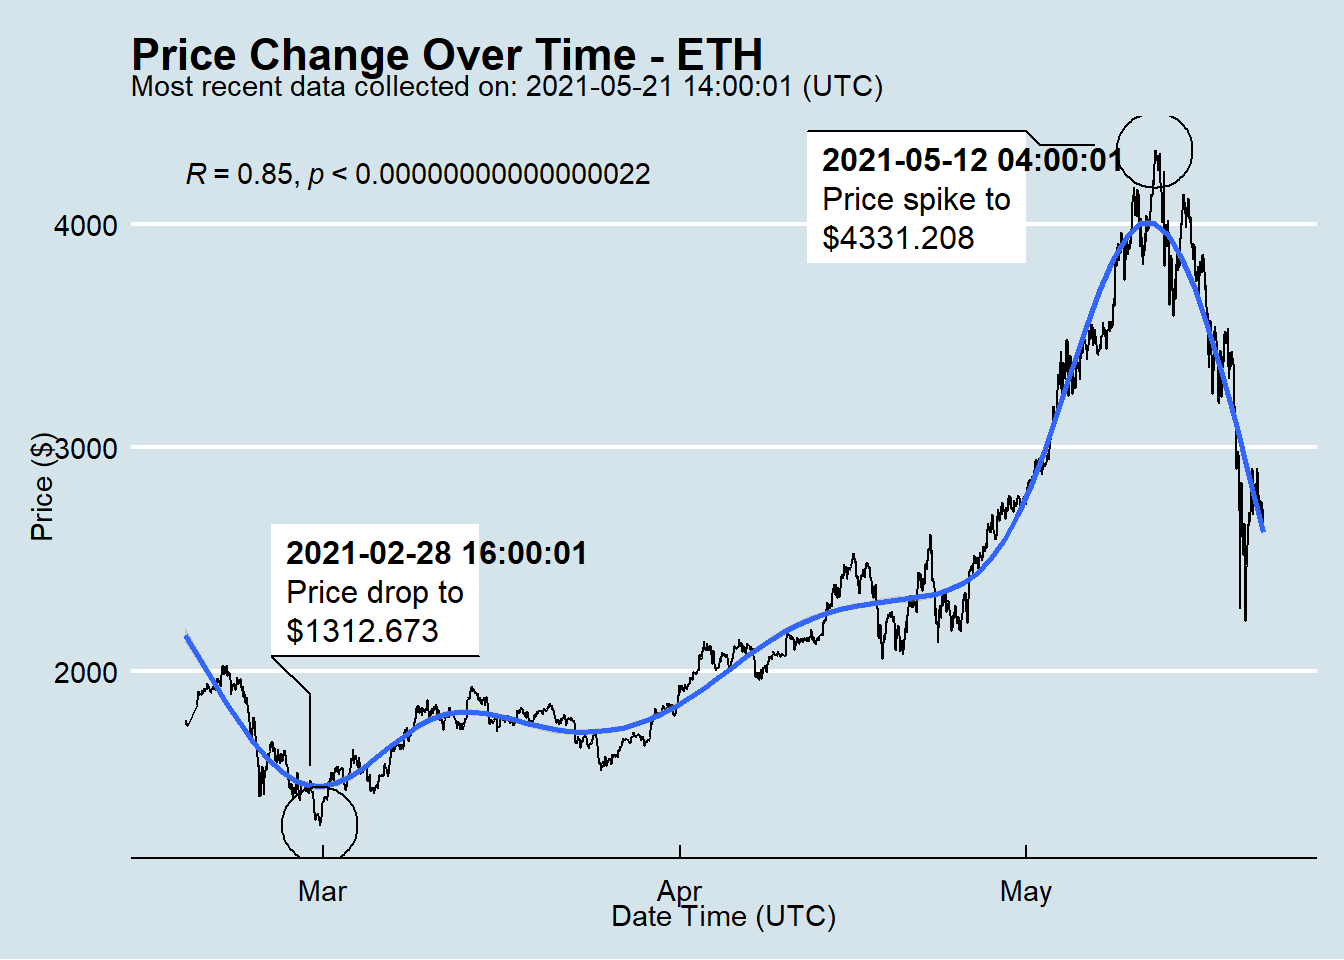 Price Change Over Time - ETH
Most recent data collected on: 2021-05-21 14:00:01 (UTC)
R = 0.85, p < 0.00000000000000022
2021-05-12 04:00:01
Price spike to
$4331.208
4000
3000
2000
Price ($)
2021-02-28 16:00:01
Price drop to
$1312.673
Mar
Apr
May
Date Time (UTC)